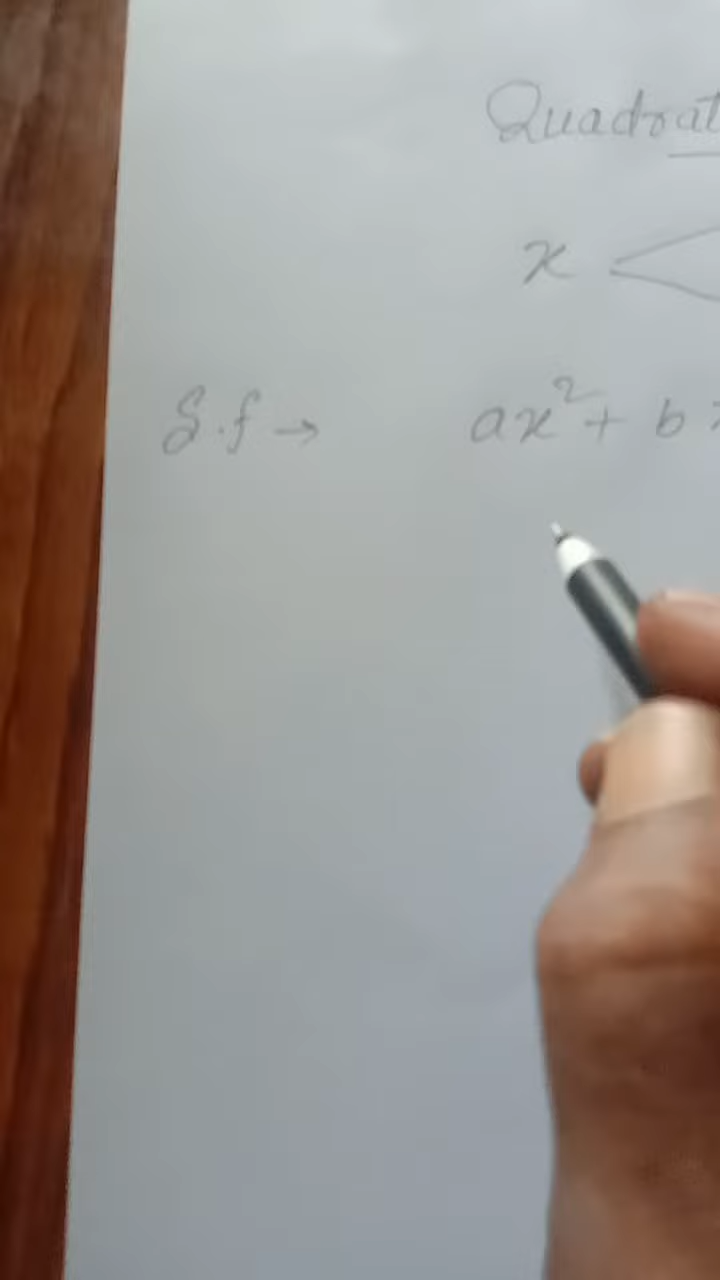 Quadrat
x <
S.f → ax² + b